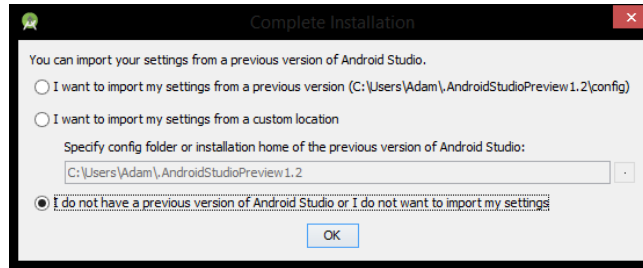 Complete Installation
You can import your settings from a previous version of Android Studio.
I want to import my settings from a previous version (C:\Users\Adam\.AndroidStudioPreview1.2\config)
I want to import my settings from a custom location
Specify config folder or installation home of the previous version of Android Studio:
C:\Users\Adam\.AndroidStudioPreview1.2
.
I do not have a previous version of Android Studio or I do not want to import my settings
OK